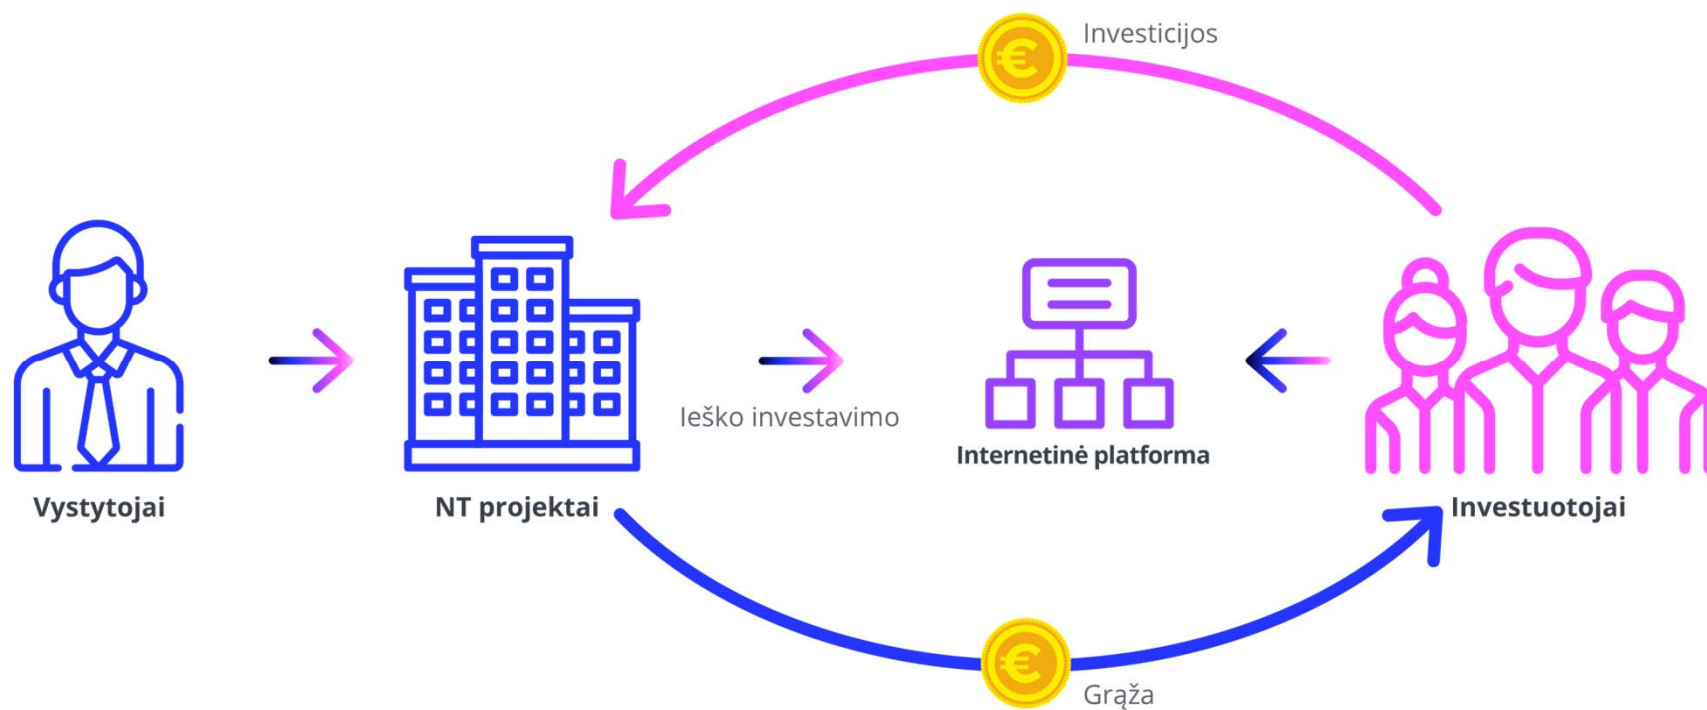 Investicijos
Ieško investavimo
Internetinė platforma
Vystytojai
NT projektai
Investuotojai
Grąža